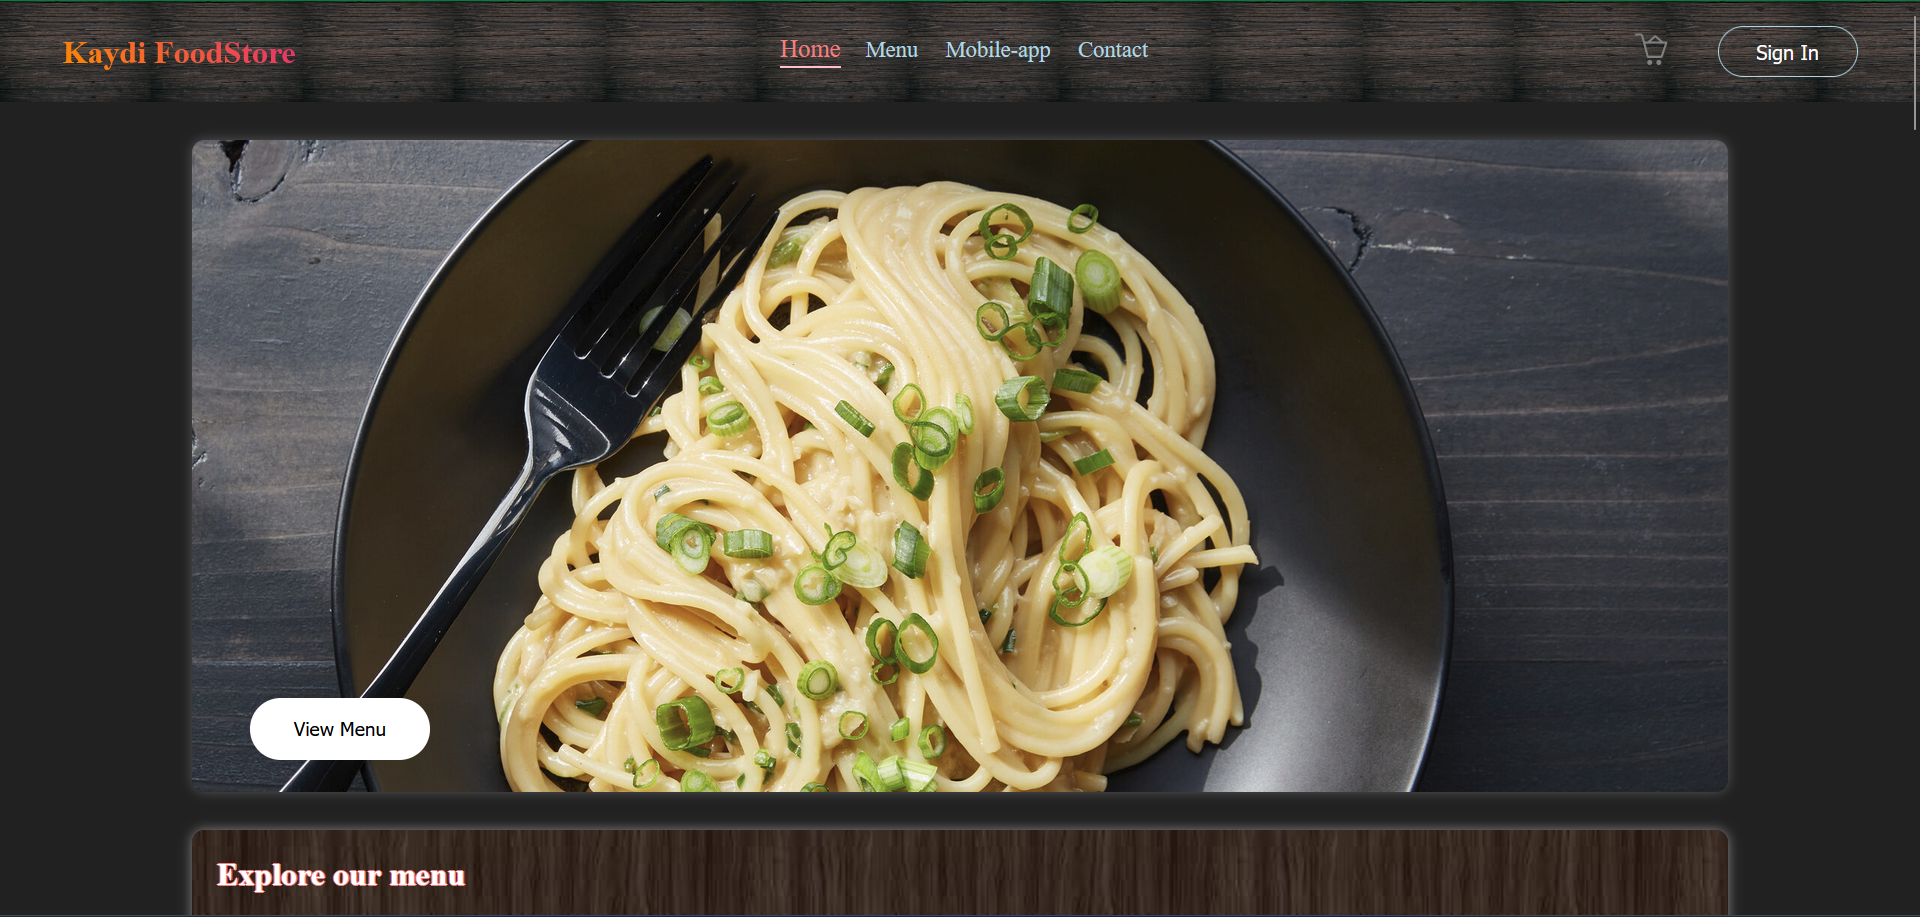 Kaydi FoodStore
Home Menu Mobile-app Contact
Sign In
View Menu
Explore our menu